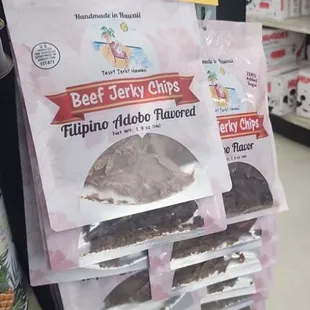 Handmade in Hawaii
Tasty Jerky Hawaii
Beef Jerky Chips
Filipino Adobo Flavored
Net Wt. 1.9 oz
Jerky Chips
Flavor